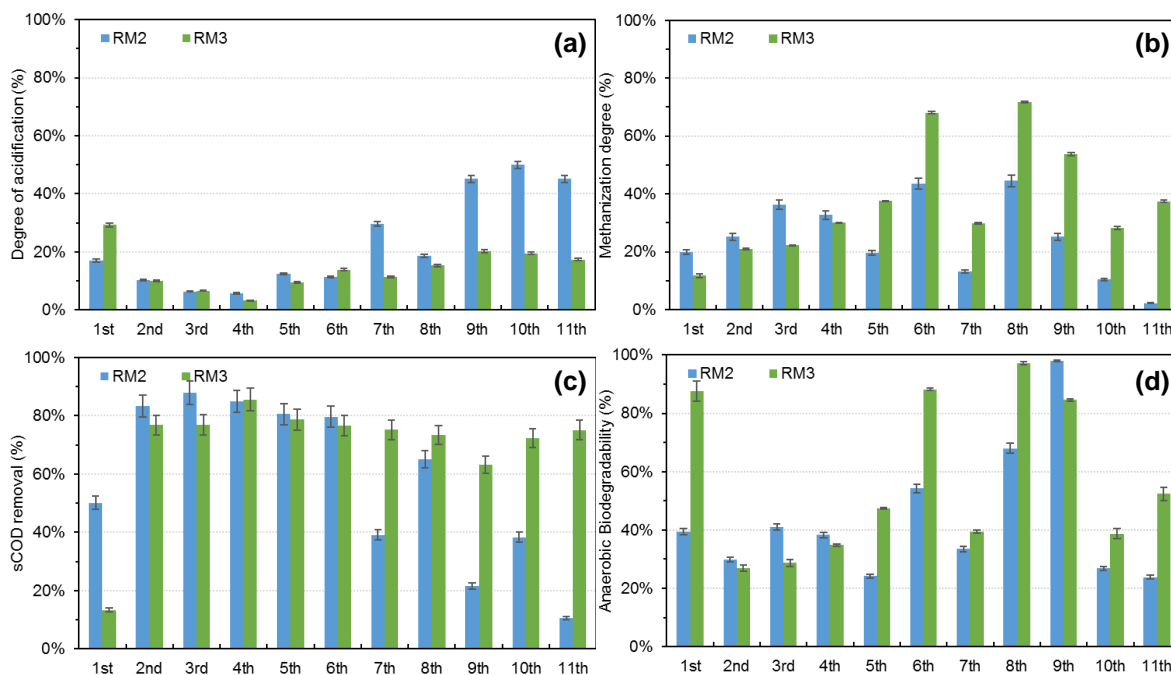 100%
80%
60%
40%
20%
0%
Degree of acidification (%)
RM2 RM3
(a)
1st 2nd 3rd 4th 5th 6th 7th 8th 9th 10th 11th
100%
80%
60%
40%
20%
0%
Methanization degree (%)
RM2 RM3
(b)
1st 2nd 3rd 4th 5th 6th 7th 8th 9th 10th 11th
100%
80%
60%
40%
20%
0%
sCOD removal (%)
RM2 RM3
(c)
1st 2nd 3rd 4th 5th 6th 7th 8th 9th 10th 11th
100%
80%
60%
40%
20%
0%
Anaerobic Biodegradability (%)
RM2 RM3
(d)
1st 2nd 3rd 4th 5th 6th 7th 8th 9th 10th 11th